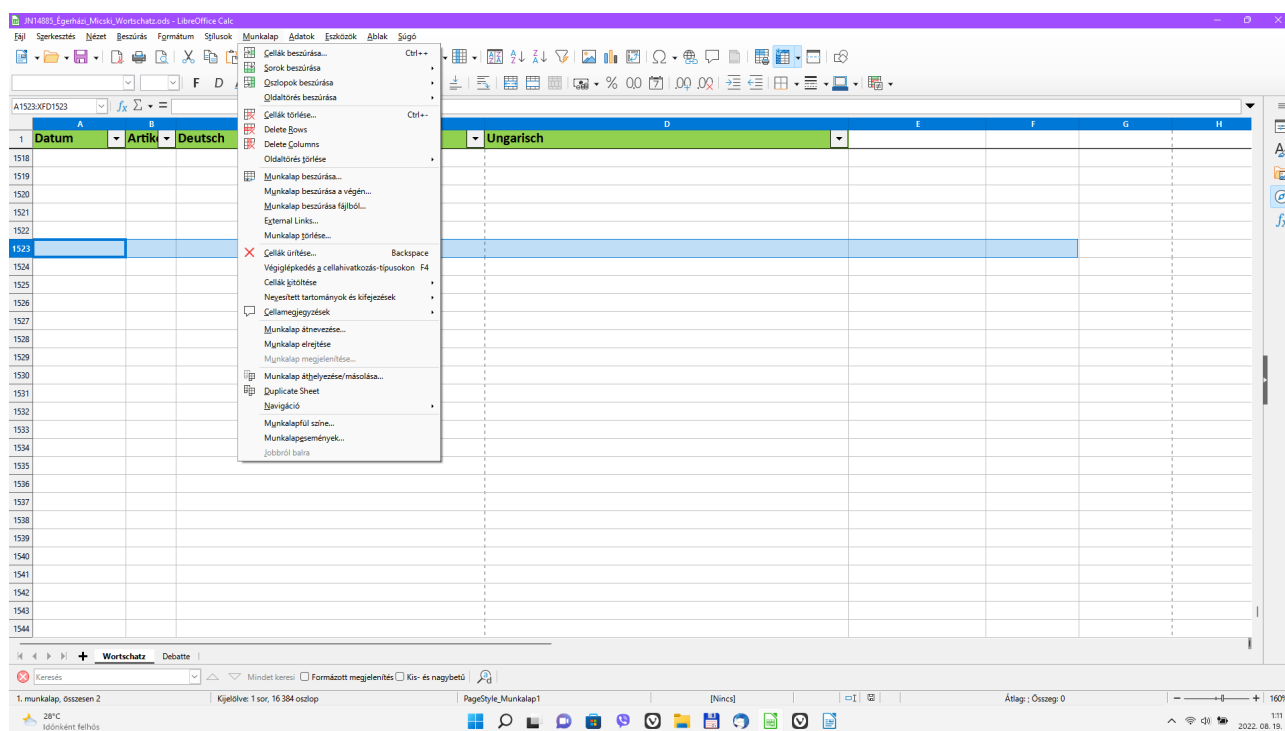 JN14885_Égerházi_Micski_Wortschatz.ods - LibreOffice Calc
Fájl Szerkesztés Nézet Beszúrás Formátum Stílusok Munkalap Adatok Eszközök Ablak Súgó
Cellák beszúrása... Ctrl++
Sorok beszúrása
Oszlopok beszúrása
Oldaltörés beszúrása
Cellák törlése... Ctrl+-
Delete Rows
Delete Columns
Oldaltörés törlése
Munkalap beszúrása...
Munkalap beszúrása a végén...
Munkalap beszúrása fájlból...
External Links...
Munkalap törlése...
Cellák ürítése... Backspace
Végiglépkedés a cellahivatkozás-típusokon F4
Cellák kitöltése
Nevesített tartományok és kifejezések
Cellamegjegyzések
Munkalap átnevezése...
Munkalap elrejtése
Munkalap megjelenítése...
Munkalap áthelyezése/másolása...
Duplicate Sheet
Navigáció
Munkalapfül színe...
Munkalapesemények...
Jobbról balra
F D
A1523:XFD1523
A B D E F G H
1 Datum Artik Deutsch Ungarisch
1518
1519
1520
1521
1522
1523
1524
1525
1526
1527
1528
1529
1530
1531
1532
1533
1534
1535
1536
1537
1538
1539
1540
1541
1542
1543
1544
Wortschatz Debatte
Keresés Mindet keresi Formázott megjelenítés Kis- és nagybetű
1. munkalap, összesen 2 Kijelölve: 1 sor, 16 384 oszlop PageStyle_Munkalap1 [Nincs] Átlag: ; Összeg: 0 160%
28°C
Időnként felhős
1:11
2022. 08. 19.